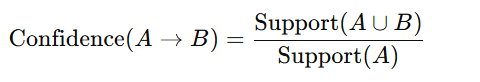 Confidence(A → B) = Support(A ∪ B) / Support(A)